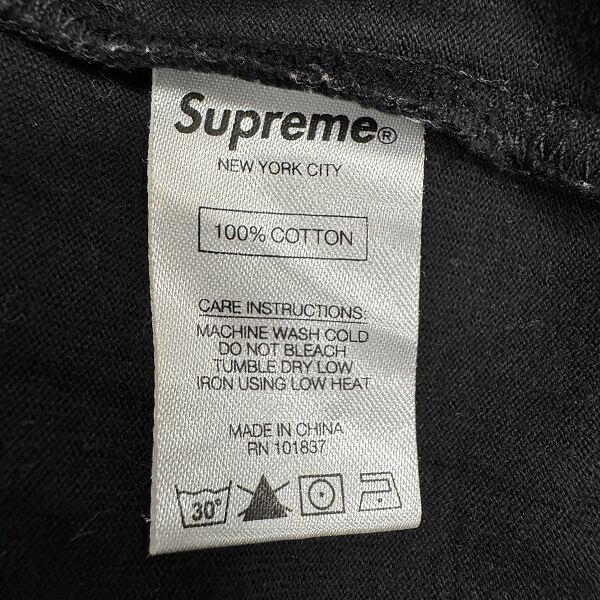 Supreme®
NEW YORK CITY
100% COTTON
CARE INSTRUCTIONS:
MACHINE WASH COLD
DO NOT BLEACH
TUMBLE DRY LOW
IRON USING LOW HEAT
MADE IN CHINA
RN 101837
30°